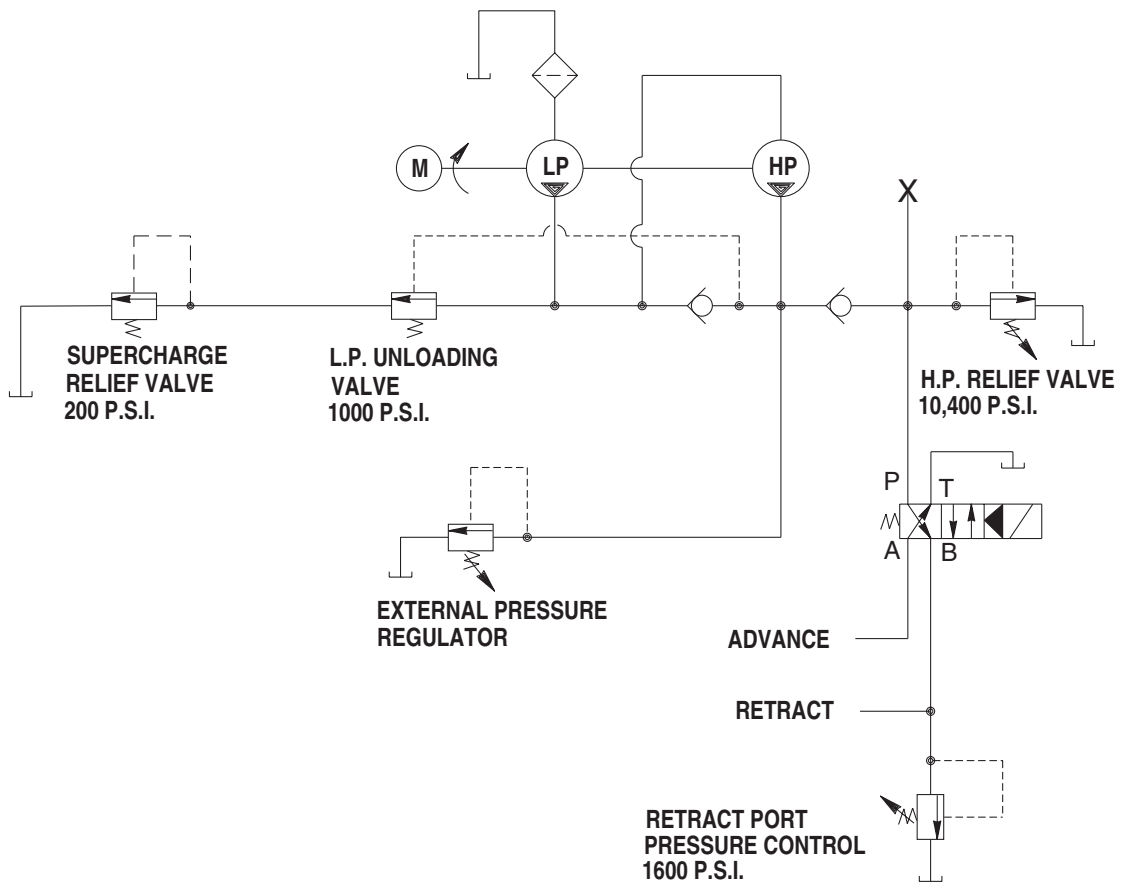 M
LP
HP
X
SUPERCHARGE
RELIEF VALVE
200 P.S.I.
L.P. UNLOADING
VALVE
1000 P.S.I.
H.P. RELIEF VALVE
10,400 P.S.I.
P
T
A
B
EXTERNAL PRESSURE
REGULATOR
ADVANCE
RETRACT
RETRACT PORT
PRESSURE CONTROL
1600 P.S.I.